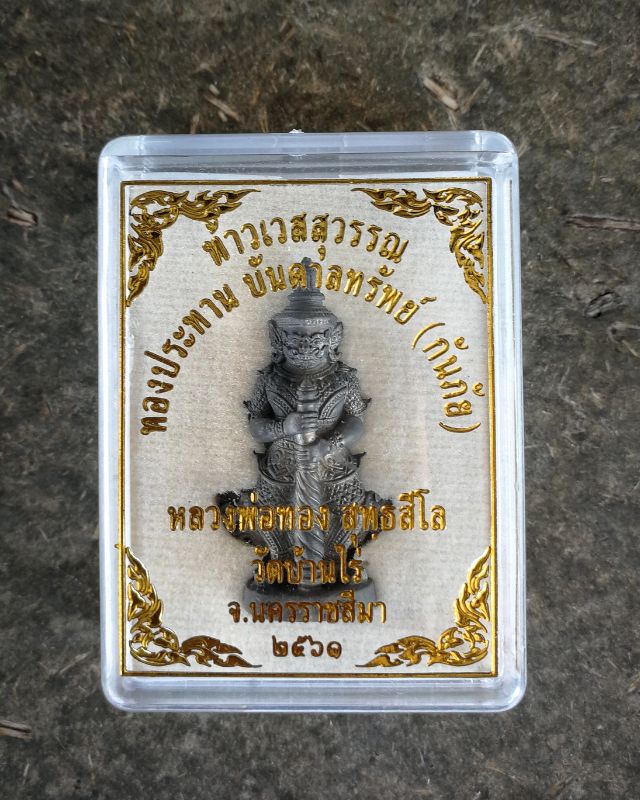 ท้าวเวสสุวรรณ
ทองประทาน บันดาลทรัพย์ (กันภัย)
หลวงพ่อทอง สุทฺธสีโล
วัดบ้านไร่
จ.นครราชสีมา
๒๕๖๑